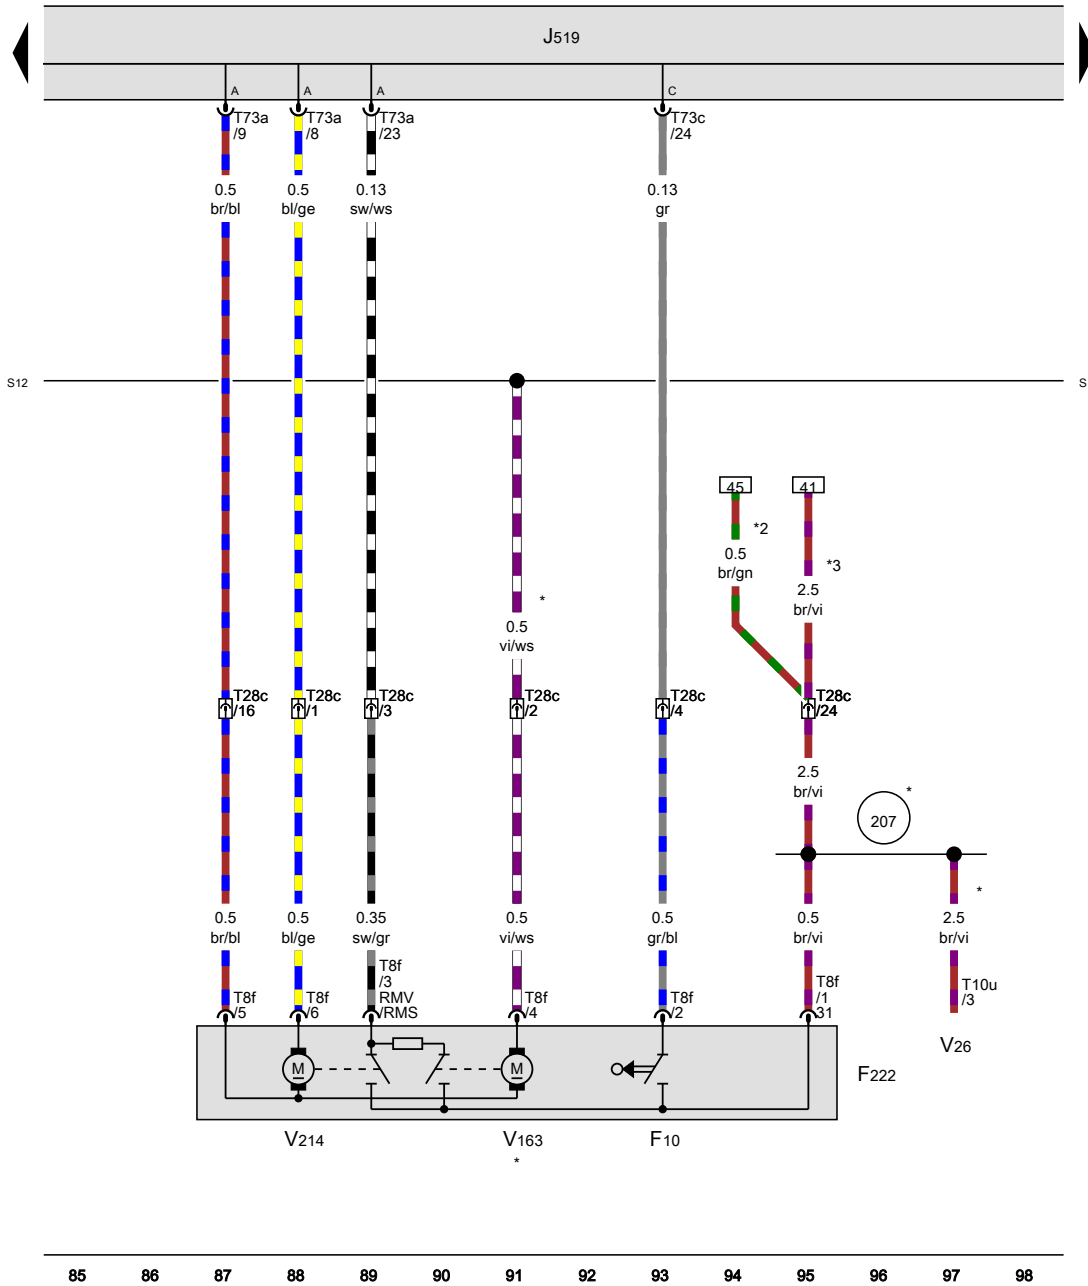 J519
A
A
A
C
T73a
/9
T73a
/8
T73a
/23
T73c
/24
0.5
br/bl
0.5
bl/ge
0.13
sw/ws
0.13
gr
S12
S
45
41
*2
0.5
br/gn
*3
2.5
br/vi
*
0.5
vi/ws
T28c
/16
T28c
/1
T28c
/3
T28c
/2
T28c
/4
T28c
/24
2.5
br/vi
*
207
*
0.5
br/bl
0.5
bl/ge
0.35
sw/gr
0.5
vi/ws
0.5
gr/bl
0.5
br/vi
2.5
br/vi
T8f
/5
T8f
/6
T8f
/3
RMV
/RMS
T8f
/4
T8f
/2
T8f
/1
31
T10u
/3
V26
M
M
F222
V214
V163
*
F10
85 86 87 88 89 90 91 92 93 94 95 96 97 98